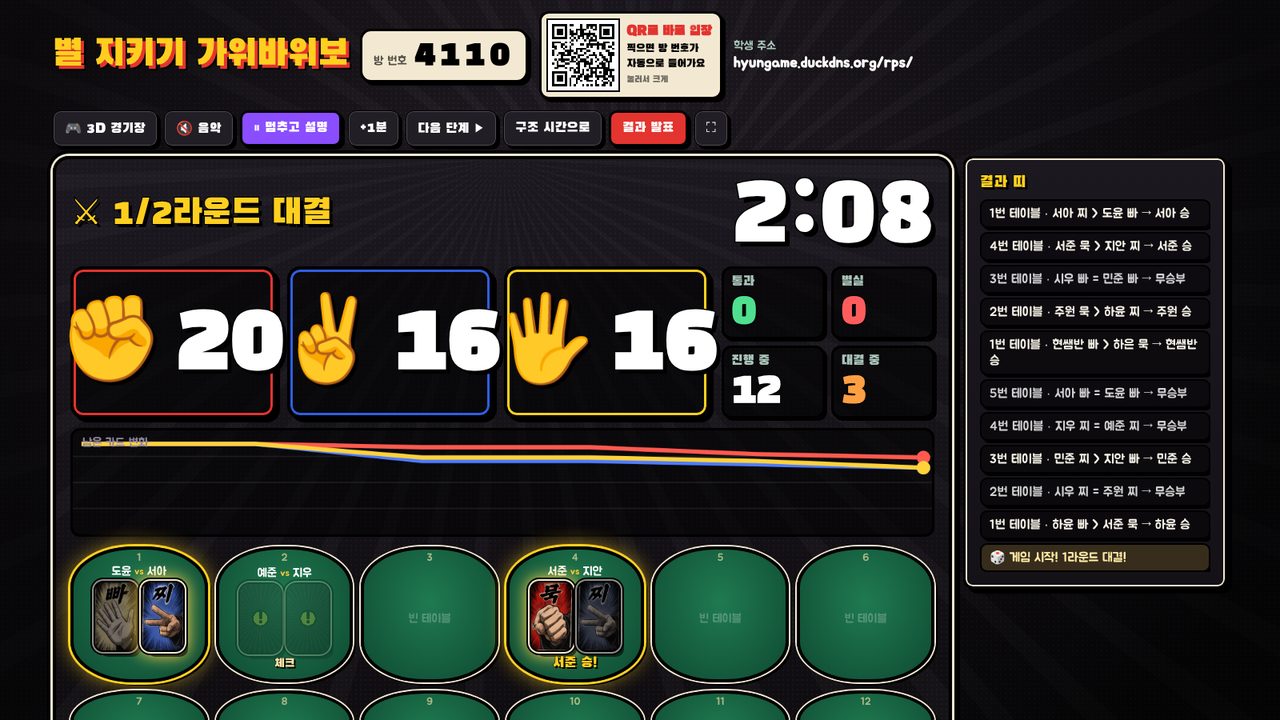 별 지키기 가위바위보
방 번호 4110
QR로 바로 입장
찍으면 방 번호가
자동으로 들어가요
눌러서 크게
학생 주소
hyungame.duckdns.org/rps/
🎮 3D 경기장
🔇 음악
⏸ 멈추고 설명
+1분
다음 단계 ▶
구조 시간으로
결과 발표
⛶
⚔ 1/2라운드 대결
2:08
✊ 20
✌ 16
🖐 16
통과
0
별실
0
진행 중
12
대결 중
3
남은 카드 변화
1
도윤 vs 서아
빠 찌
2
예준 vs 지우
! !
체크
3
빈 테이블
4
서준 vs 지안
묵 찌
서준 승!
5
빈 테이블
6
빈 테이블
7
8
9
10
11
12
결과 띠
1번 테이블 · 서아 찌 > 도윤 빠 → 서아 승
4번 테이블 · 서준 묵 > 지안 찌 → 서준 승
3번 테이블 · 시우 빠 = 민준 빠 → 무승부
2번 테이블 · 주원 묵 > 하윤 찌 → 주원 승
1번 테이블 · 현쌤반 빠 > 하은 묵 → 현쌤반
승
5번 테이블 · 서아 빠 = 도윤 빠 → 무승부
4번 테이블 · 지우 찌 = 예준 찌 → 무승부
3번 테이블 · 민준 찌 > 지안 빠 → 민준 승
2번 테이블 · 시우 찌 = 주원 찌 → 무승부
1번 테이블 · 하윤 빠 > 서준 묵 → 하윤 승
🎲 게임 시작! 1라운드 대결!